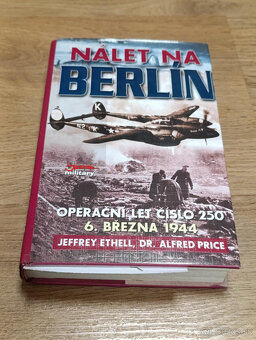 NÁLET NA
BERLÍN
military
OPERAČNÍ LET ČÍSLO 250
6. BŘEZNA 1944
JEFFREY ETHELL, DR. ALFRED PRICE